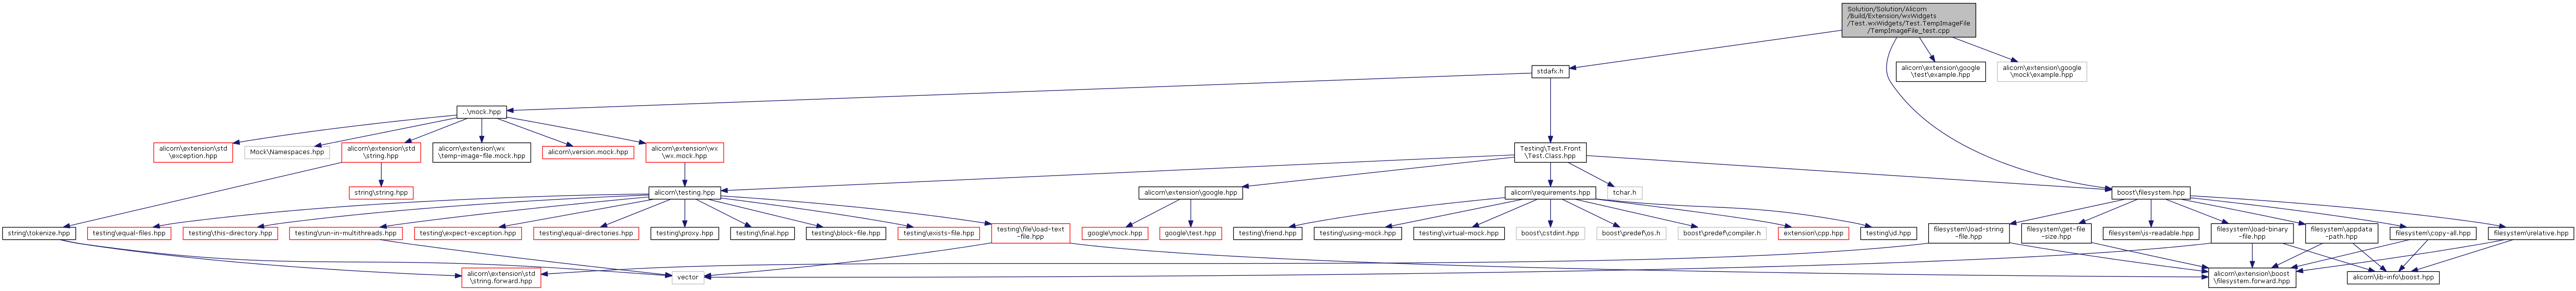 Solution/Solution/Alicorn
/Build/Extension/wxWidgets
/Test.wxWidgets/Test.TempImageFile
/TempImageFile_test.cpp
stdafx.h
alicorn\extension\google
\test\example.hpp
alicorn\extension\google
\mock\example.hpp
..\mock.hpp
alicorn\extension\std
\exception.hpp
Mock\Namespaces.hpp
alicorn\extension\std
\string.hpp
alicorn\extension\wx
\temp-image-file.mock.hpp
alicorn\version.mock.hpp
alicorn\extension\wx
\wx.mock.hpp
Testing\Test.Front
\Test.Class.hpp
string\string.hpp
alicorn\testing.hpp
alicorn\extension\google.hpp
alicorn\requirements.hpp
tchar.h
boost\filesystem.hpp
string\tokenize.hpp
testing\equal-files.hpp
testing\this-directory.hpp
testing\run-in-multithreads.hpp
testing\expect-exception.hpp
testing\equal-directories.hpp
testing\proxy.hpp
testing\final.hpp
testing\block-file.hpp
testing\exists-file.hpp
testing\file\load-text
-file.hpp
google\mock.hpp
google\test.hpp
testing\friend.hpp
testing\using-mock.hpp
testing\virtual-mock.hpp
boost\cstdint.hpp
boost\predef\os.h
boost\predef\compiler.h
extension\cpp.hpp
testing\d.hpp
filesystem\load-string
-file.hpp
filesystem\get-file
-size.hpp
filesystem\is-readable.hpp
filesystem\load-binary
-file.hpp
filesystem\appdata
-path.hpp
filesystem\copy-all.hpp
filesystem\relative.hpp
alicorn\extension\std
\string.forward.hpp
vector
alicorn\extension\boost
\filesystem.forward.hpp
alicorn\lib-info\boost.hpp